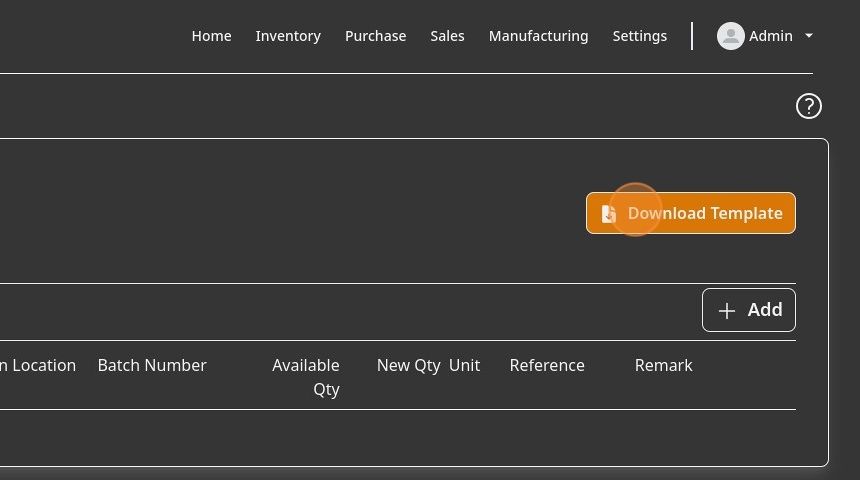 Home Inventory Purchase Sales Manufacturing Settings Admin
?
Download Template
Add
n Location Batch Number Available Qty New Qty Unit Reference Remark